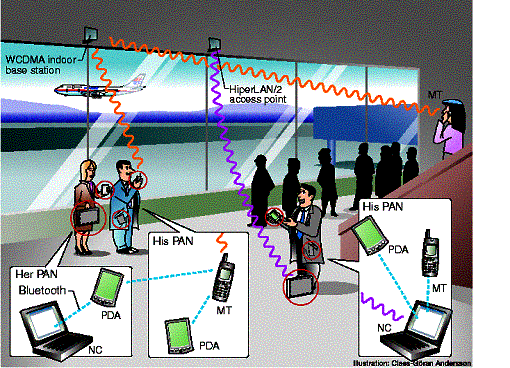 WCDMA indoor
base station
HiperLAN/2
access point
MT
His PAN
PDA
MT
NC
His PAN
MT
PDA
Her PAN
Bluetooth
PDA
NC
Illustration: Claes-Göran Andersson